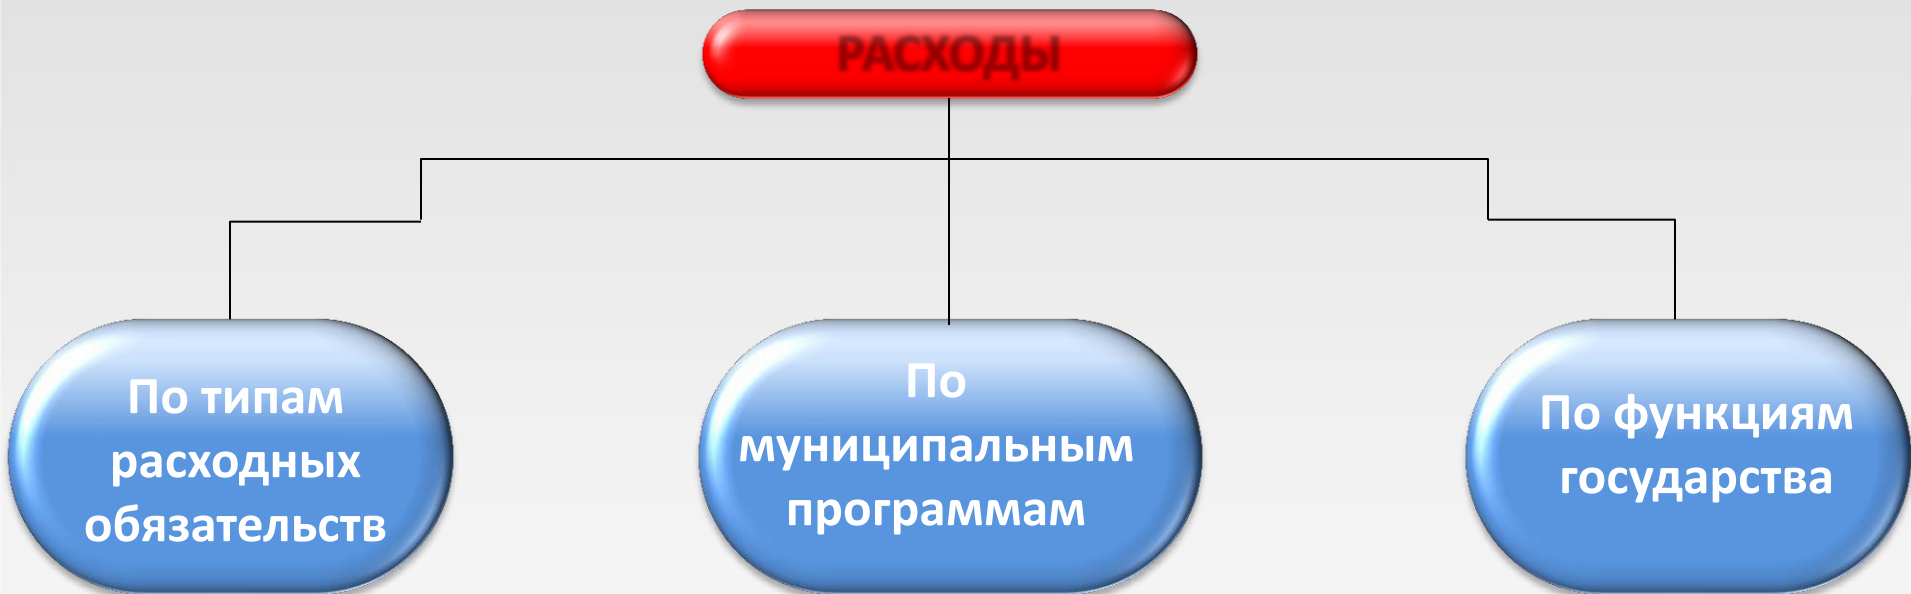 РАСХОДЫ
По типам
расходных
обязательств
По
муниципальным
программам
По функциям
государства